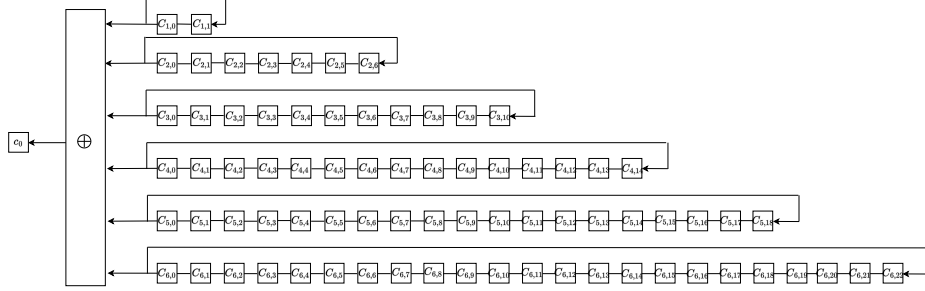 C1,0 C1,1
C2,0 C2,1 C2,2 C2,3 C2,4 C2,5 C2,6
C3,0 C3,1 C3,2 C3,3 C3,4 C3,5 C3,6 C3,7 C3,8 C3,9 C3,10
c0 ⊕
C4,0 C4,1 C4,2 C4,3 C4,4 C4,5 C4,6 C4,7 C4,8 C4,9 C4,10 C4,11 C4,12 C4,13 C4,14
C5,0 C5,1 C5,2 C5,3 C5,4 C5,5 C5,6 C5,7 C5,8 C5,9 C5,10 C5,11 C5,12 C5,13 C5,14 C5,15 C5,16 C5,17 C5,18
C6,0 C6,1 C6,2 C6,3 C6,4 C6,5 C6,6 C6,7 C6,8 C6,9 C6,10 C6,11 C6,12 C6,13 C6,14 C6,15 C6,16 C6,17 C6,18 C6,19 C6,20 C6,21 C6,22